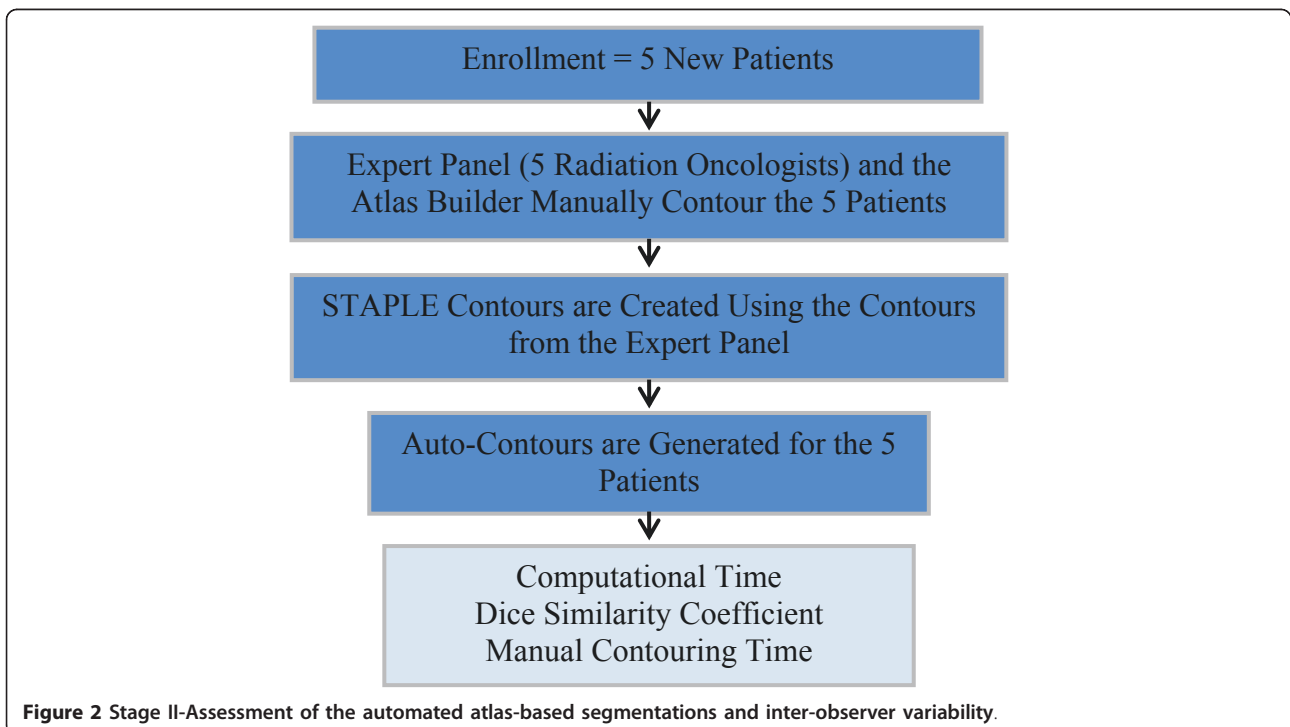 Enrollment = 5 New Patients
Expert Panel (5 Radiation Oncologists) and the
Atlas Builder Manually Contour the 5 Patients
STAPLE Contours are Created Using the Contours
from the Expert Panel
Auto-Contours are Generated for the 5
Patients
Computational Time
Dice Similarity Coefficient
Manual Contouring Time
Figure 2 Stage II-Assessment of the automated atlas-based segmentations and inter-observer variability.